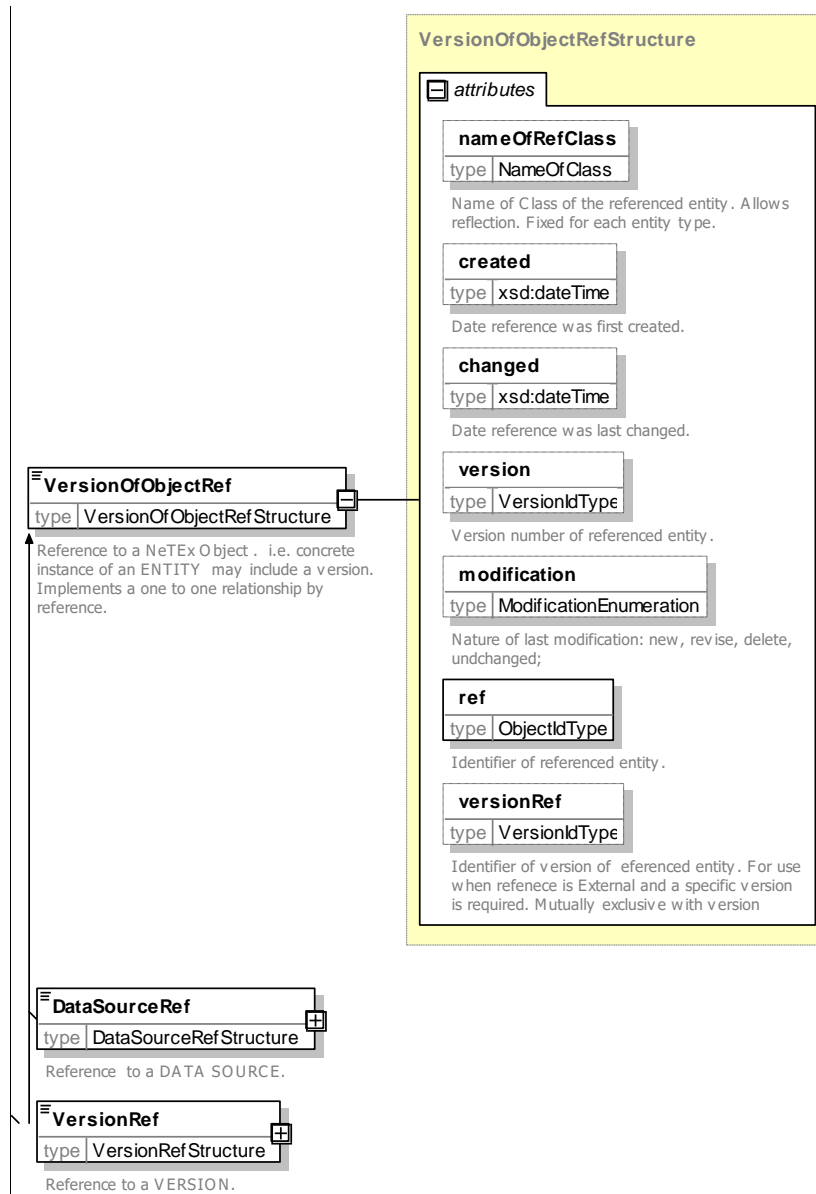 VersionOfObjectRefStructure
attributes
nameOfRefClass
type NameOfClass
Name of Class of the referenced entity. Allows
reflection. Fixed for each entity type.
created
type xsd:dateTime
Date reference was first created.
changed
type xsd:dateTime
Date reference was last changed.
version
type VersionIdType
Version number of referenced entity.
modification
type ModificationEnumeration
Nature of last modification: new, revise, delete,
undchanged;
ref
type ObjectIdType
Identifier of referenced entity.
versionRef
type VersionIdType
Identifier of version of eferenced entity. For use
when refenece is External and a specific version
is required. Mutually exclusive with version
VersionOfObjectRef
type VersionOfObjectRefStructure
Reference to a NeTEx Object. i.e. concrete
instance of an ENTITY may include a version.
Implements a one to one relationship by
reference.
DataSourceRef
type DataSourceRefStructure
Reference to a DATA SOURCE.
VersionRef
type VersionRefStructure
Reference to a VERSION.